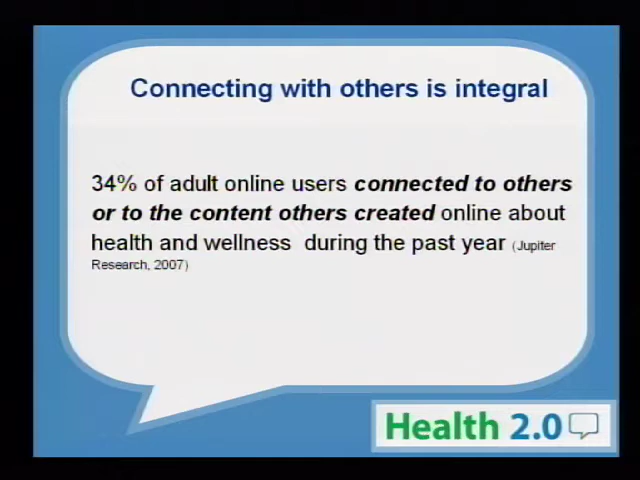 Connecting with others is integral
34% of adult online users connected to others
or to the content others created online about
health and wellness during the past year (Jupiter
Research, 2007)
Health 2.0